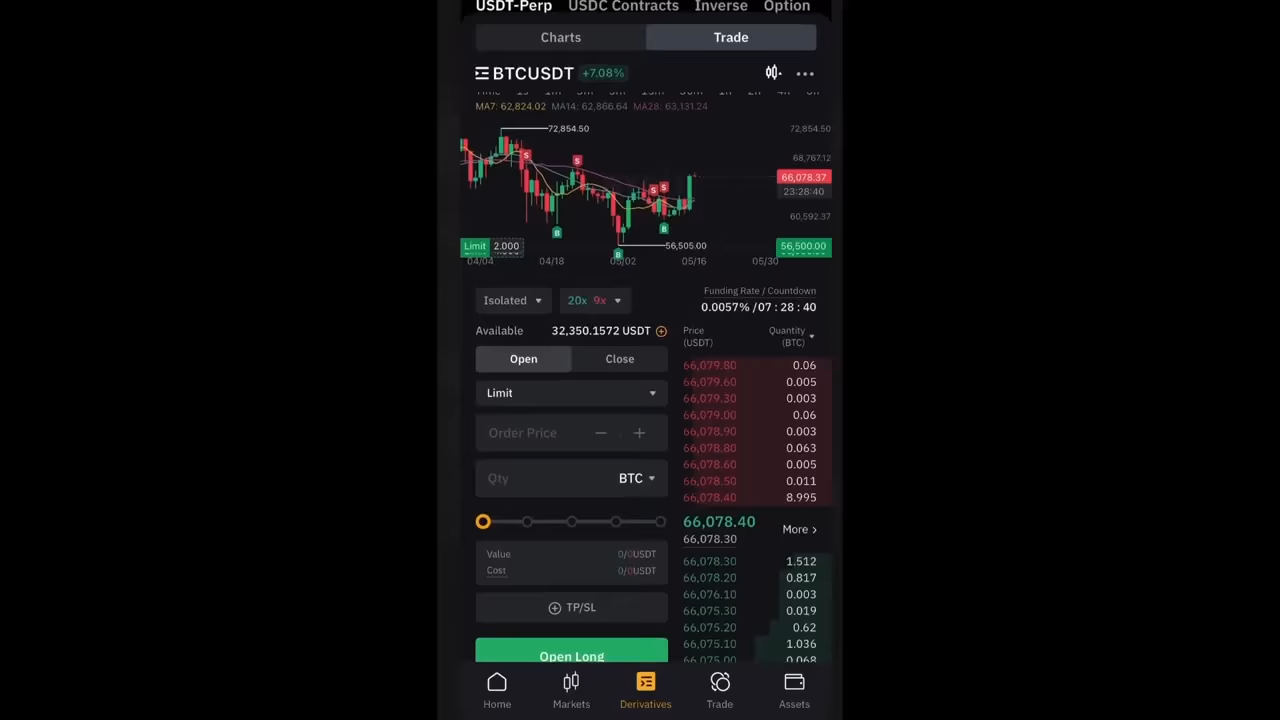 USDT-Perp USDC Contracts Inverse Option
Charts Trade
BTCUSDT +7.08%
MA7: 62,824.02 MA14: 62,866.64 MA28: 63,131.24
72,854.50 72,854.50
S S 68,767.12
66,078.37
S S 23:28:40
60,592.37
B B
Limit 2.000 56,505.00 56,500.00
B
04/04 04/18 05/02 05/16 05/30
Isolated 20x 9x
Funding Rate / Countdown
0.0057% /07 : 28 : 40
Available 32,350.1572 USDT
Open Close
Limit
Order Price
Qty BTC
Value 0/0USDT
Cost 0/0USDT
TP/SL
Open Long
Price Quantity
(USDT) (BTC)
66,079.80 0.06
66,079.60 0.005
66,079.30 0.003
66,079.00 0.06
66,078.90 0.003
66,078.80 0.063
66,078.60 0.005
66,078.50 0.011
66,078.40 8.995
66,078.40
66,078.30
More
66,078.30 1.512
66,078.20 0.817
66,076.10 0.003
66,075.30 0.019
66,075.20 0.62
66,075.10 1.036
66,075.00 0.068
Home Markets Derivatives Trade Assets